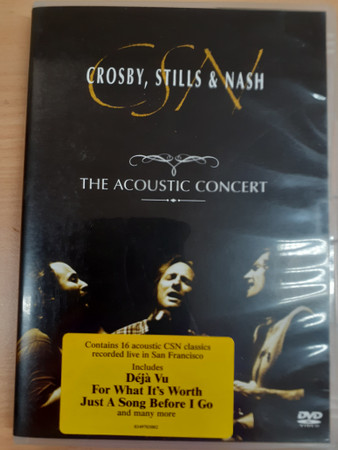 CSN
CROSBY, STILLS & NASH
THE ACOUSTIC CONCERT
Contains 16 acoustic CSN classics
recorded live in San Francisco
Includes
Déjà Vu
For What It's Worth
Just A Song Before I Go
and many more
DVD